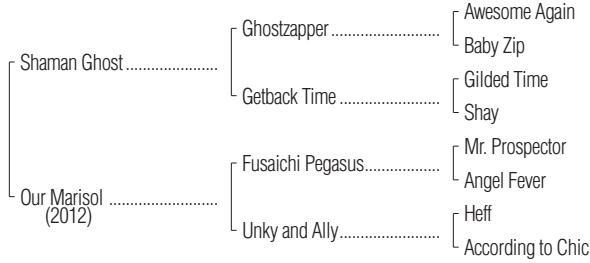 Awesome Again
Ghostzapper
Baby Zip
Shaman Ghost
Gilded Time
Getback Time
Shay
Mr. Prospector
Fusaichi Pegasus
Angel Fever
Our Marisol
(2012)
Heff
Unky and Ally
According to Chic